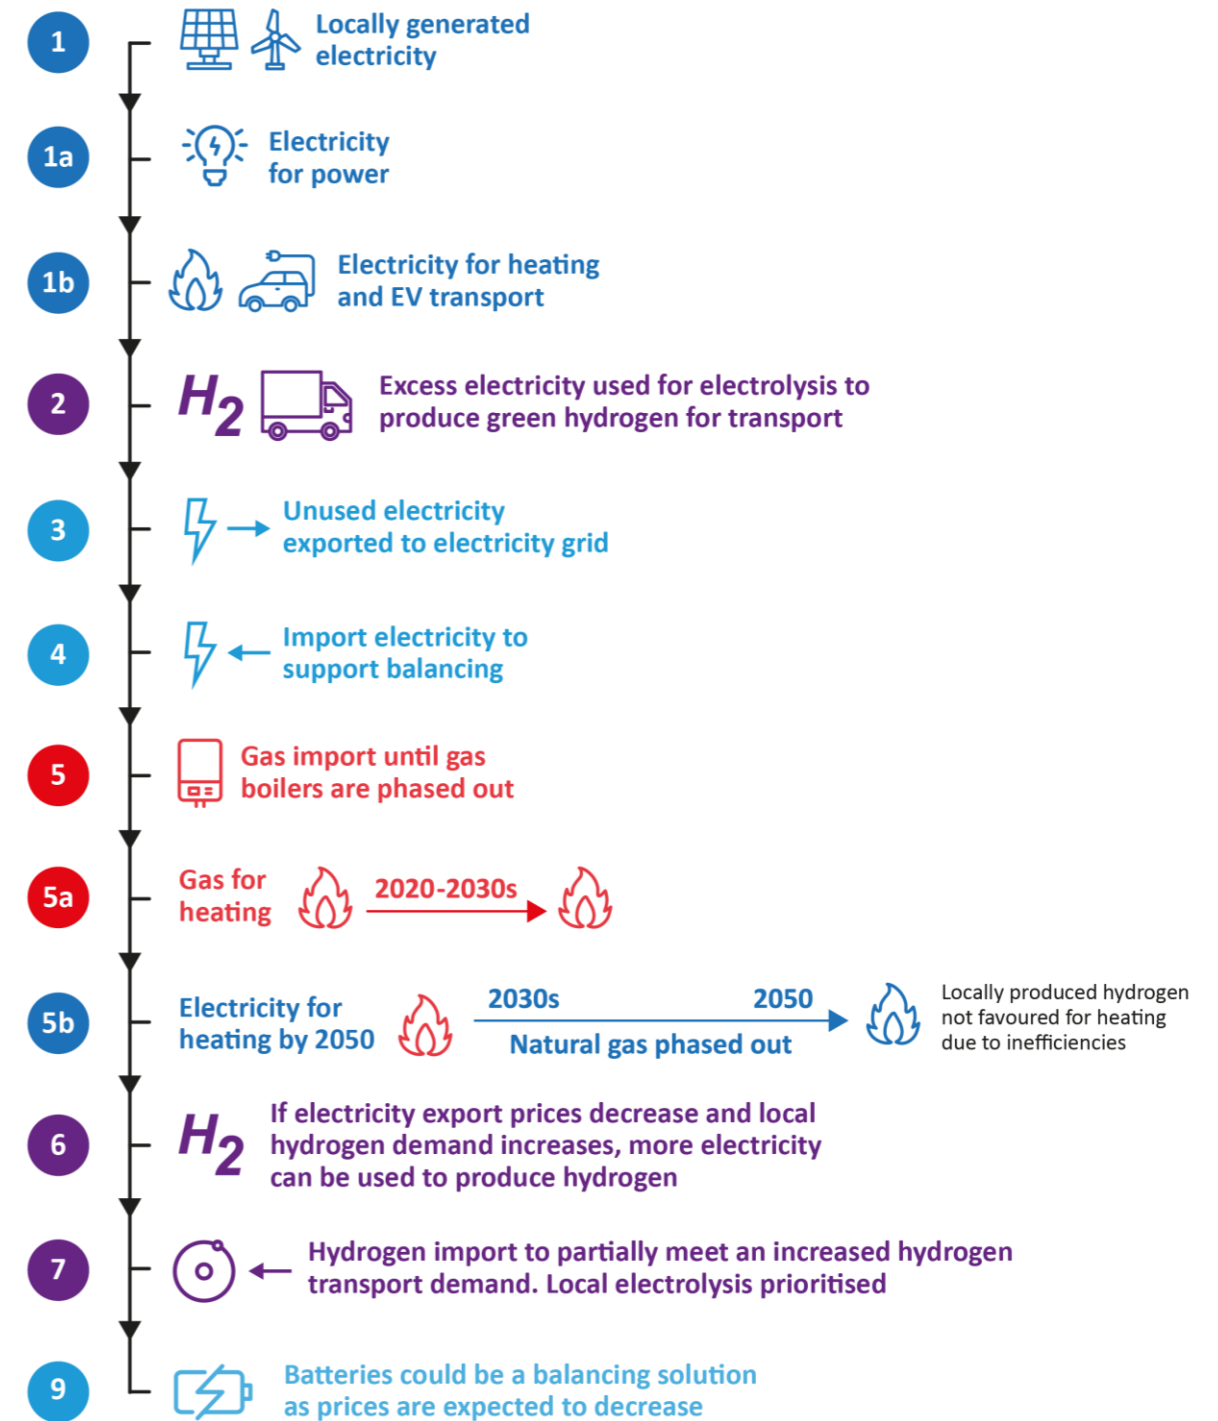 1
Locally generated
electricity
1a
Electricity
for power
1b
Electricity for heating
and EV transport
2
H2
Excess electricity used for electrolysis to
produce green hydrogen for transport
3
Unused electricity
exported to electricity grid
4
Import electricity to
support balancing
5
Gas import until gas
boilers are phased out
5a
Gas for
heating
2020-2030s
5b
Electricity for
heating by 2050
2030s
2050
Natural gas phased out
Locally produced hydrogen
not favoured for heating
due to inefficiencies
6
H2
If electricity export prices decrease and local
hydrogen demand increases, more electricity
can be used to produce hydrogen
7
Hydrogen import to partially meet an increased hydrogen
transport demand. Local electrolysis prioritised
9
Batteries could be a balancing solution
as prices are expected to decrease